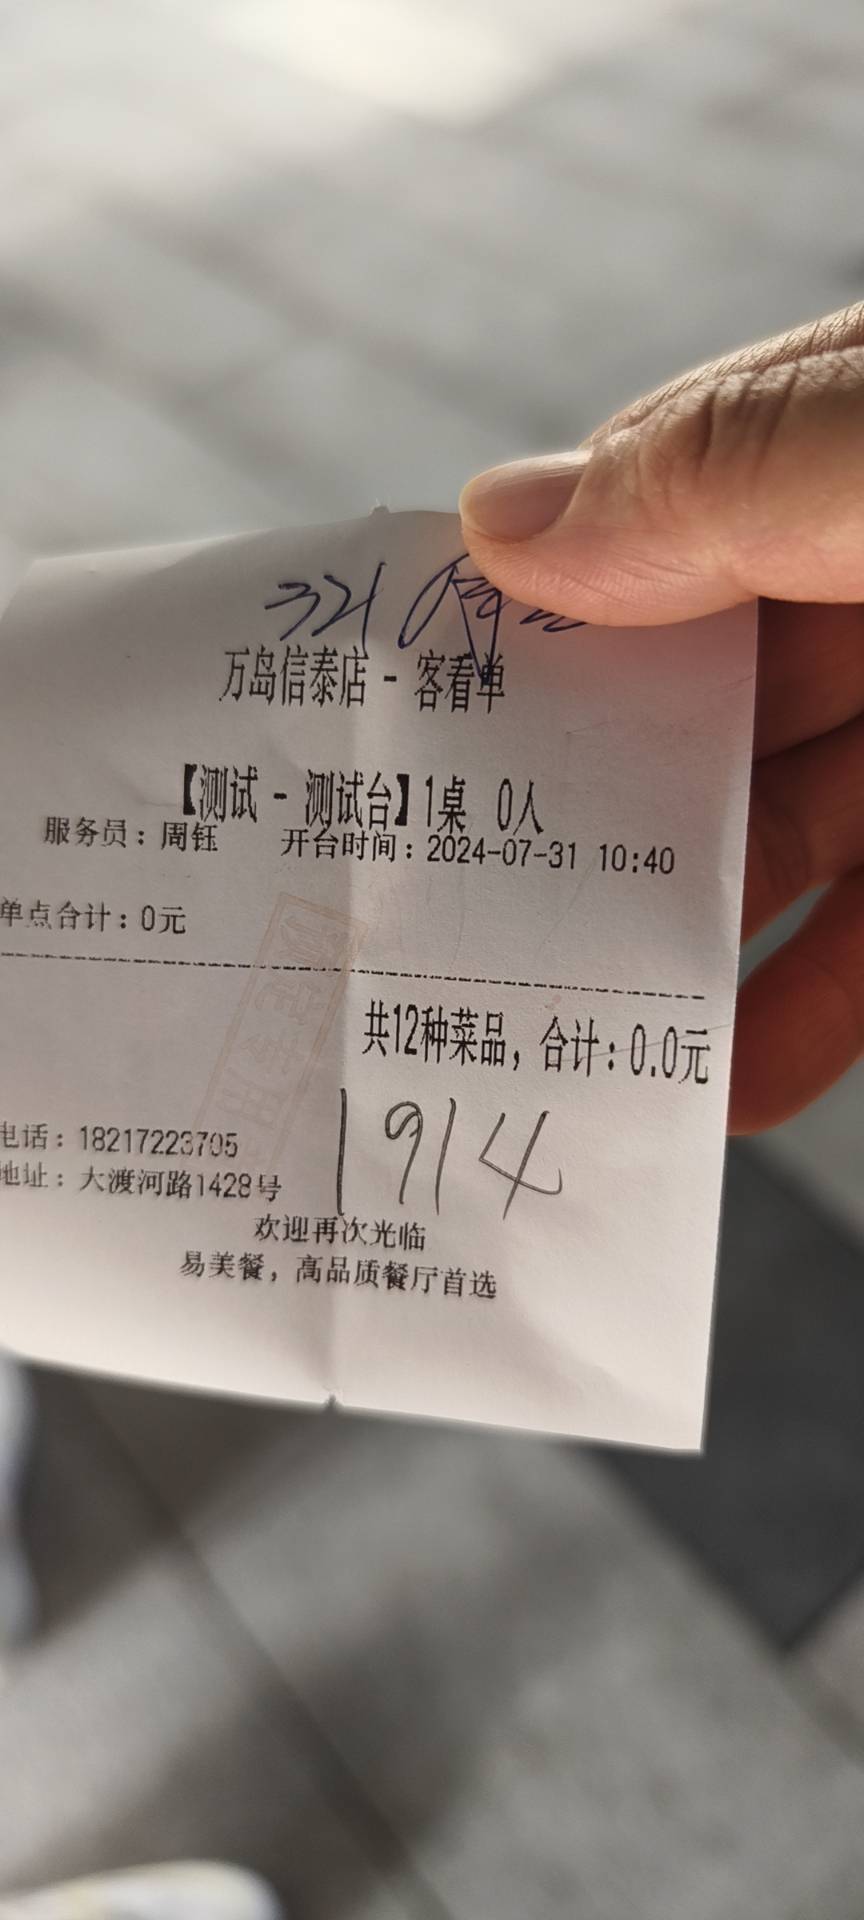 321
万岛信泰店 - 客看单
【测试 - 测试台】1桌 0人
服务员：周钰 开台时间：2024-07-31 10:40
单点合计：0元
共12种菜品，合计：0.0元
1914
电话：18217223705
地址：大渡河路1428号
欢迎再次光临
易美餐，高品质餐厅首选